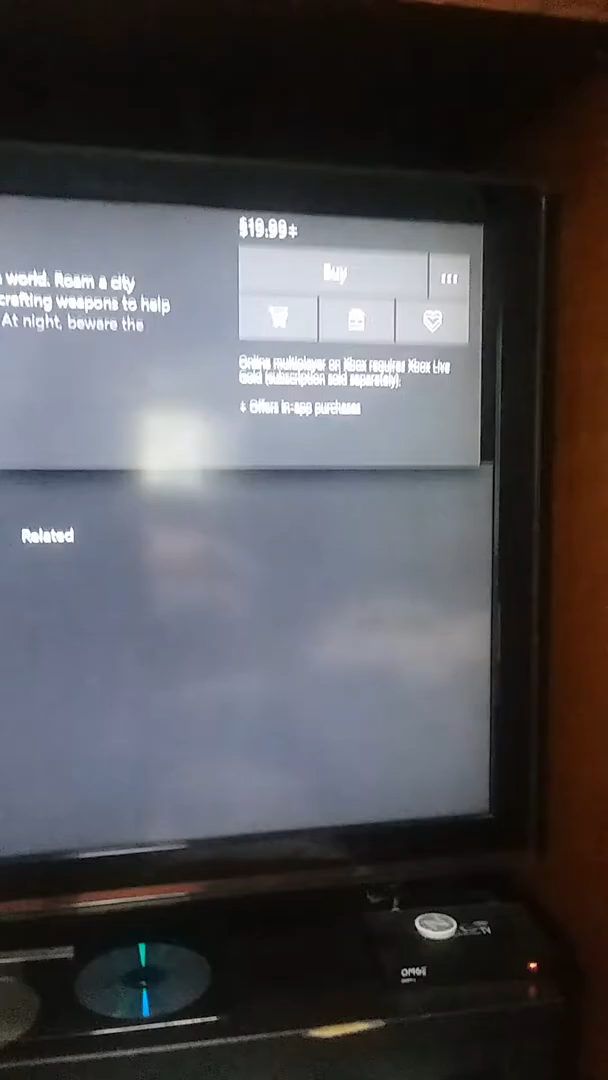 $19.99+
world. Roam a city
crafting weapons to help
At night, beware the
Buy
Online multiplayer on Xbox requires Xbox Live
Gold (subscription sold separately).
+ Offers in-app purchases
Related